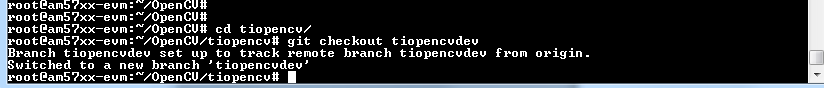 root@am57xx-evm:~/OpenCV#
root@am57xx-evm:~/OpenCV#
root@am57xx-evm:~/OpenCV# cd tiopencv/
root@am57xx-evm:~/OpenCV/tiopencv# git checkout tiopencvdev
Branch tiopencvdev set up to track remote branch tiopencvdev from origin.
Switched to a new branch 'tiopencvdev'
root@am57xx-evm:~/OpenCV/tiopencv#